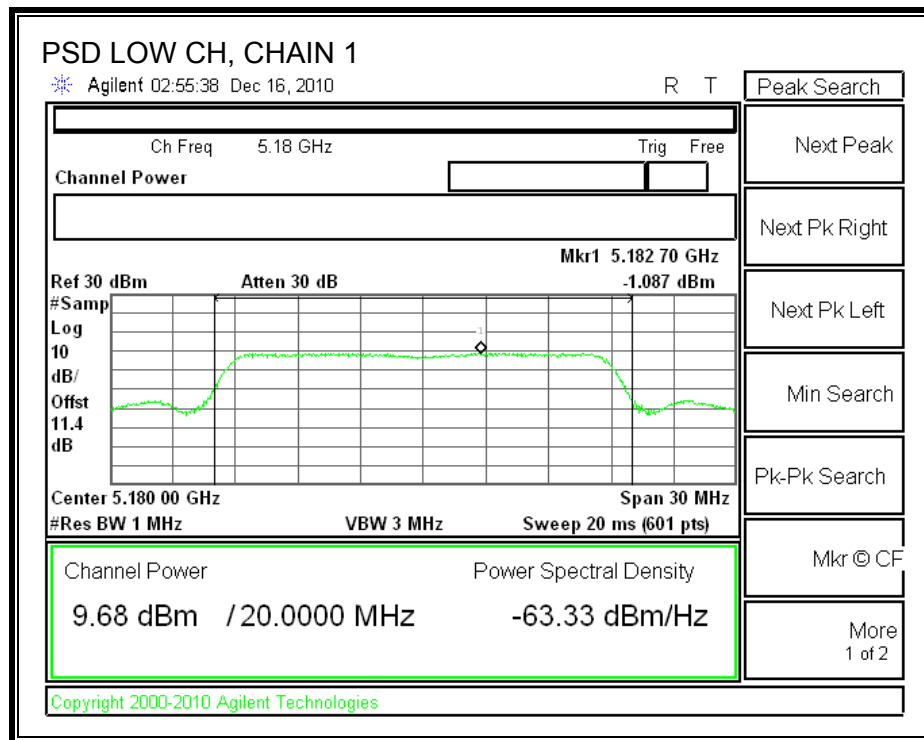 PSD LOW CH, CHAIN 1
Agilent 02:55:38 Dec 16, 2010 R T
Peak Search
Ch Freq 5.18 GHz Trig Free
Next Peak
Channel Power
Next Pk Right
Mkr1 5.182 70 GHz
Ref 30 dBm Atten 30 dB -1.087 dBm
#Samp
Log
10
dB/
Offst
11.4
dB
1
Next Pk Left
Min Search
Pk-Pk Search
Center 5.180 00 GHz Span 30 MHz
#Res BW 1 MHz VBW 3 MHz Sweep 20 ms (601 pts)
Mkr © CF
Channel Power Power Spectral Density
9.68 dBm / 20.0000 MHz -63.33 dBm/Hz
More
1 of 2
Copyright 2000-2010 Agilent Technologies